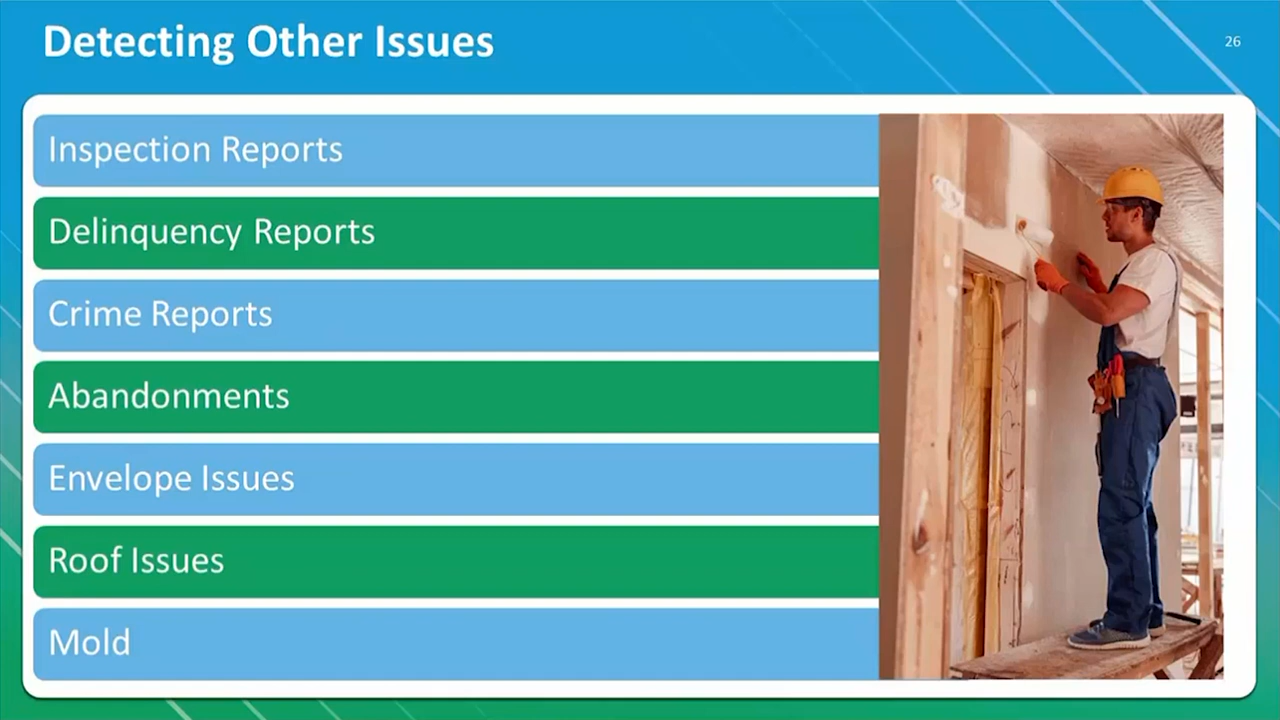 Detecting Other Issues
26
Inspection Reports
Delinquency Reports
Crime Reports
Abandonments
Envelope Issues
Roof Issues
Mold